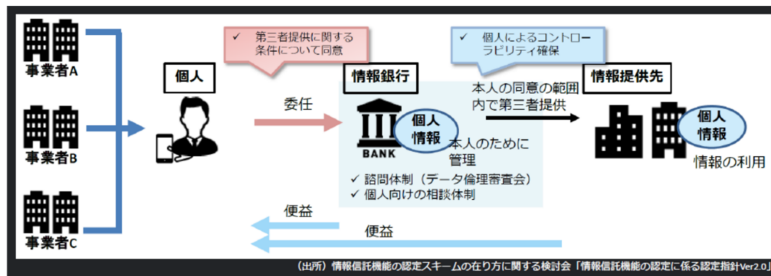 ✓ 第三者提供に関する
条件について同意
✓ 個人によるコントロー
ラビリティ確保
事業者A
個人
情報銀行
情報提供先
委任
本人の同意の範囲
内で第三者提供
事業者B
BANK
個人
情報
本人のために
管理
個人
情報
情報の利用
✓ 諮問体制（データ倫理審査会）
✓ 個人向けの相談体制
事業者C
便益
便益
（出所）情報信託機能の認定スキームの在り方に関する検討会「情報信託機能の認定に係る認定指針Ver2.0」